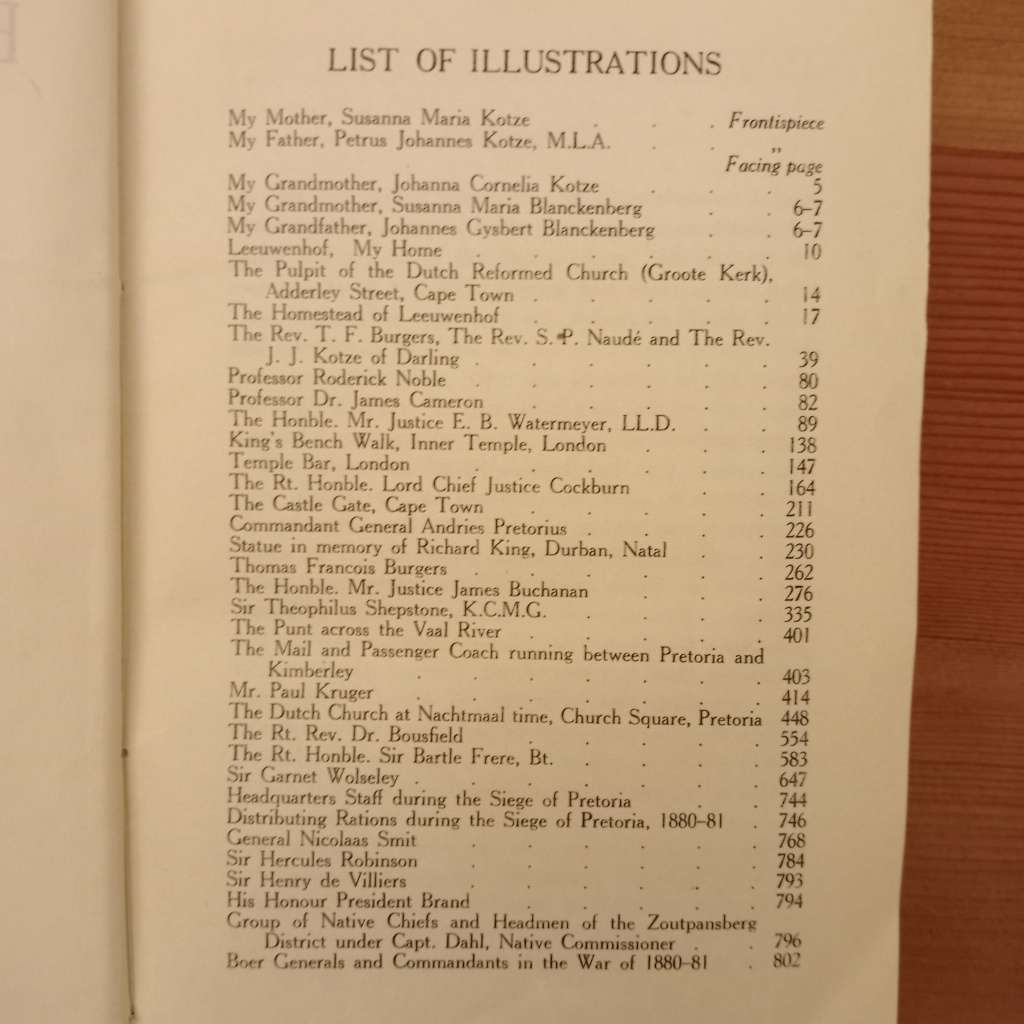 LIST OF ILLUSTRATIONS
My Mother, Susanna Maria Kotze . . . Frontispiece
My Father, Petrus Johannes Kotze, M.L.A. . . ,,
Facing page
My Grandmother, Johanna Cornelia Kotze . . . 5
My Grandmother, Susanna Maria Blanckenberg . . 6–7
My Grandfather, Johannes Gysbert Blanckenberg . . 6–7
Leeuwenhof, My Home . . . . . . 10
The Pulpit of the Dutch Reformed Church (Groote Kerk),
Adderley Street, Cape Town . . . . . 14
The Homestead of Leeuwenhof . . . . . 17
The Rev. T. F. Burgers, The Rev. S. P. Naudé and The Rev.
J. J. Kotze of Darling . . . . . . 39
Professor Roderick Noble . . . . . . 80
Professor Dr. James Cameron . . . . . 82
The Honble. Mr. Justice E. B. Watermeyer, LL.D. . . 89
King's Bench Walk, Inner Temple, London . . . 138
Temple Bar, London . . . . . . 147
The Rt. Honble. Lord Chief Justice Cockburn . . 164
The Castle Gate, Cape Town . . . . 211
Commandant General Andries Pretorius . . . . 226
Statue in memory of Richard King, Durban, Natal . . 230
Thomas Francois Burgers . . . . . . 262
The Honble. Mr. Justice James Buchanan . . . 276
Sir Theophilus Shepstone, K.C.M.G. . . . . 335
The Punt across the Vaal River . . . . . 401
The Mail and Passenger Coach running between Pretoria and
Kimberley . . . . . . . 403
Mr. Paul Kruger . . . . . . . 414
The Dutch Church at Nachtmaal time, Church Square, Pretoria 448
The Rt. Rev. Dr. Bousfield . . . . . 554
The Rt. Honble. Sir Bartle Frere, Bt. . . . . 583
Sir Garnet Wolseley . . . . . . . 647
Headquarters Staff during the Siege of Pretoria . . 744
Distributing Rations during the Siege of Pretoria, 1880–81 . 746
General Nicolaas Smit . . . . . . 768
Sir Hercules Robinson . . . . . . 784
Sir Henry de Villiers . . . . . . 793
His Honour President Brand . . . . . 794
Group of Native Chiefs and Headmen of the Zoutpansberg
District under Capt. Dahl, Native Commissioner . . 796
Boer Generals and Commandants in the War of 1880–81 . 802